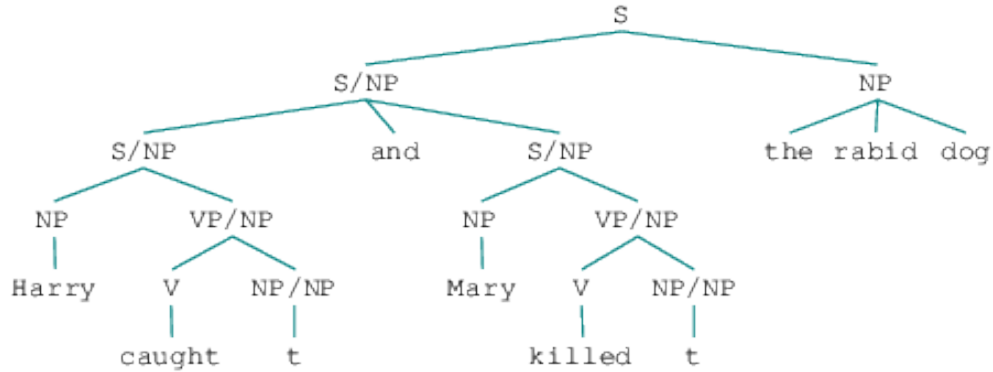 S
S/NP NP
S/NP and S/NP the rabid dog
NP VP/NP NP VP/NP
Harry V NP/NP Mary V NP/NP
caught t killed t